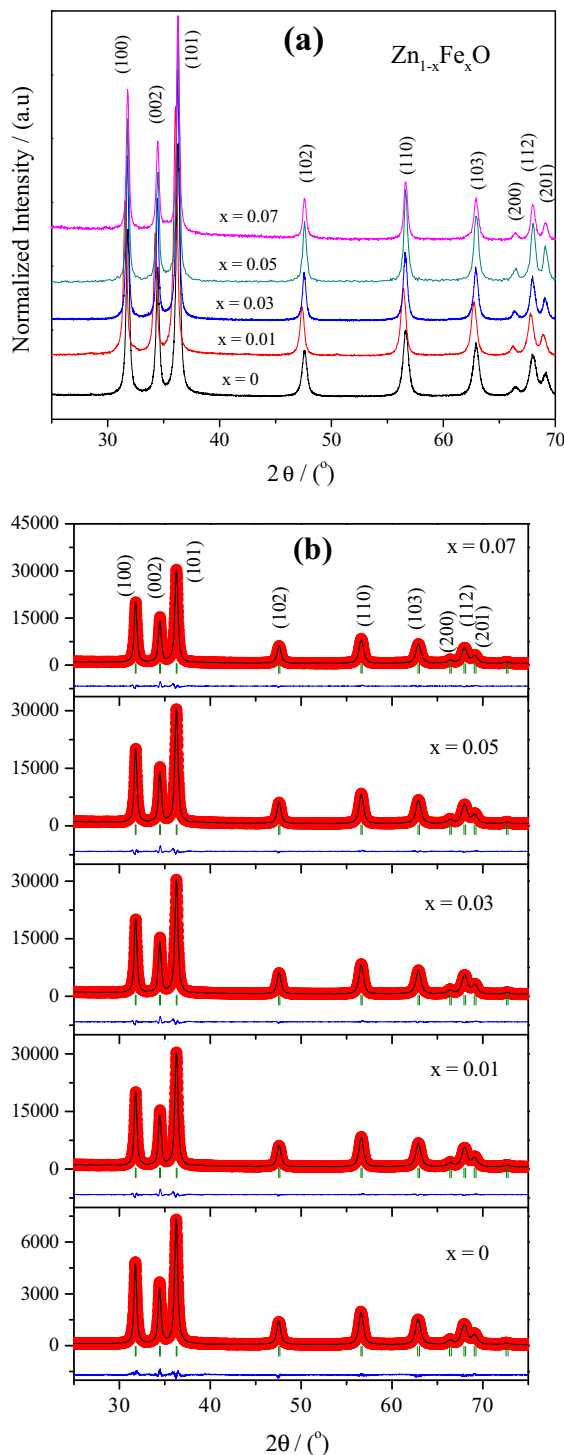 (a)
Zn1-xFexO
(100)
(002)
(101)
(102)
(110)
(103)
(200)
(112)
(201)
x = 0.07
x = 0.05
x = 0.03
x = 0.01
x = 0
Normalized Intensity / (a.u)
30 40 50 60 70
2 θ / (°)
(b)
x = 0.07
(100)
(002)
(101)
(102)
(110)
(103)
(200)
(112)
(201)
45000
30000
15000
0
x = 0.05
30000
15000
0
x = 0.03
30000
15000
0
x = 0.01
30000
15000
0
x = 0
6000
3000
0
30 40 50 60 70
2θ / (°)